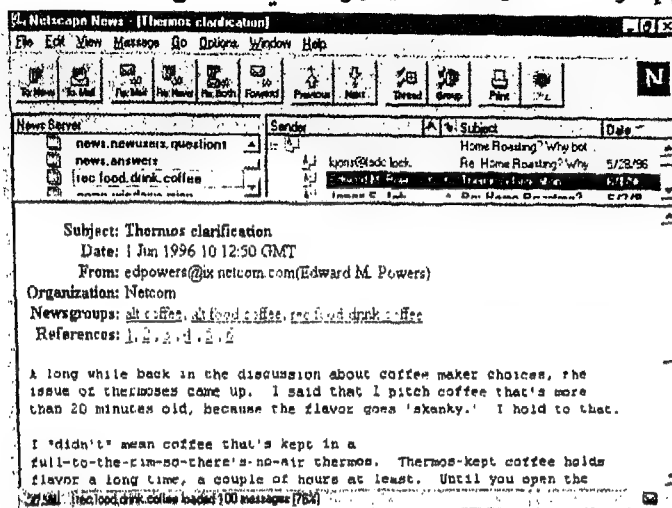 Netscape News - [Thermos clarification]
File Edit View Message Go Options Window Help
To: News To: Mail Re: Mail Re: News Re: Both Forward Previous Next Thread Group Print
N
News Server Sender Subject Date
news.newusers.questions Home Roasting? Why bot
news.answers Re Home Roasting? Why 5/28/96
rec.food.drink.coffee
Subject: Thermos clarification
Date: 1 Jun 1996 10 12:50 GMT
From: edpowers@ix netcom.com(Edward M. Powers)
Organization: Netcom
Newsgroups: alt coffee, alt food coffee, rec food drink coffee
References: 1, 2, 3, 4, 5, 6
A long while back in the discussion about coffee maker choices, the
issue of thermoses came up. I said that I pitch coffee that's more
than 20 minutes old, because the flavor goes 'skanky.' I hold to that.
I *didn't* mean coffee that's kept in a
full-to-the-rim-so-there's-no-air thermos. Thermos-kept coffee holds
flavor a long time, a couple of hours at least. Until you open the
rec.food.drink.coffee loaded 100 messages [76%]